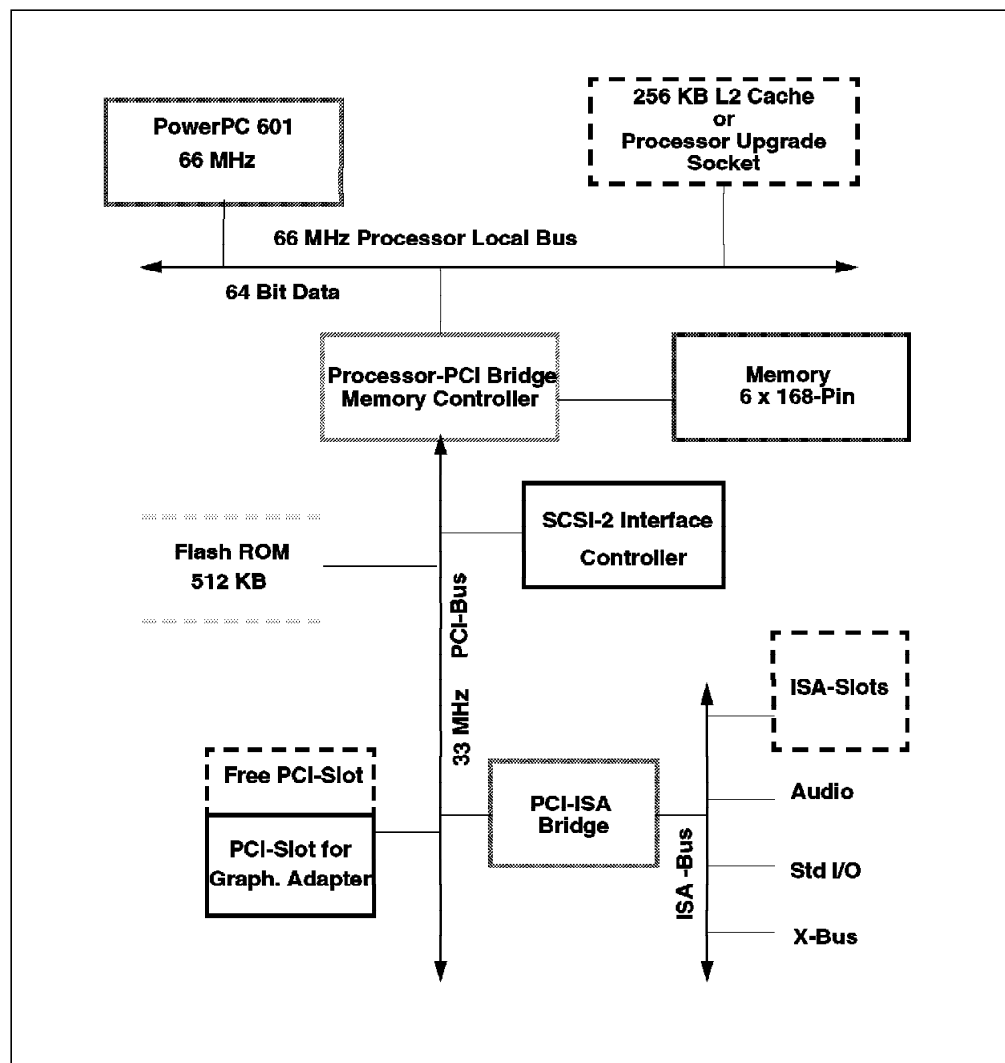 PowerPC 601
66 MHz
256 KB L2 Cache
or
Processor Upgrade
Socket
66 MHz Processor Local Bus
64 Bit Data
Processor-PCI Bridge
Memory Controller
Memory
6 x 168-Pin
SCSI-2 Interface
Controller
Flash ROM
512 KB
PCI-Bus
33 MHz
ISA-Slots
Free PCI-Slot
PCI-Slot for
Graph. Adapter
PCI-ISA
Bridge
ISA -Bus
Audio
Std I/O
X-Bus